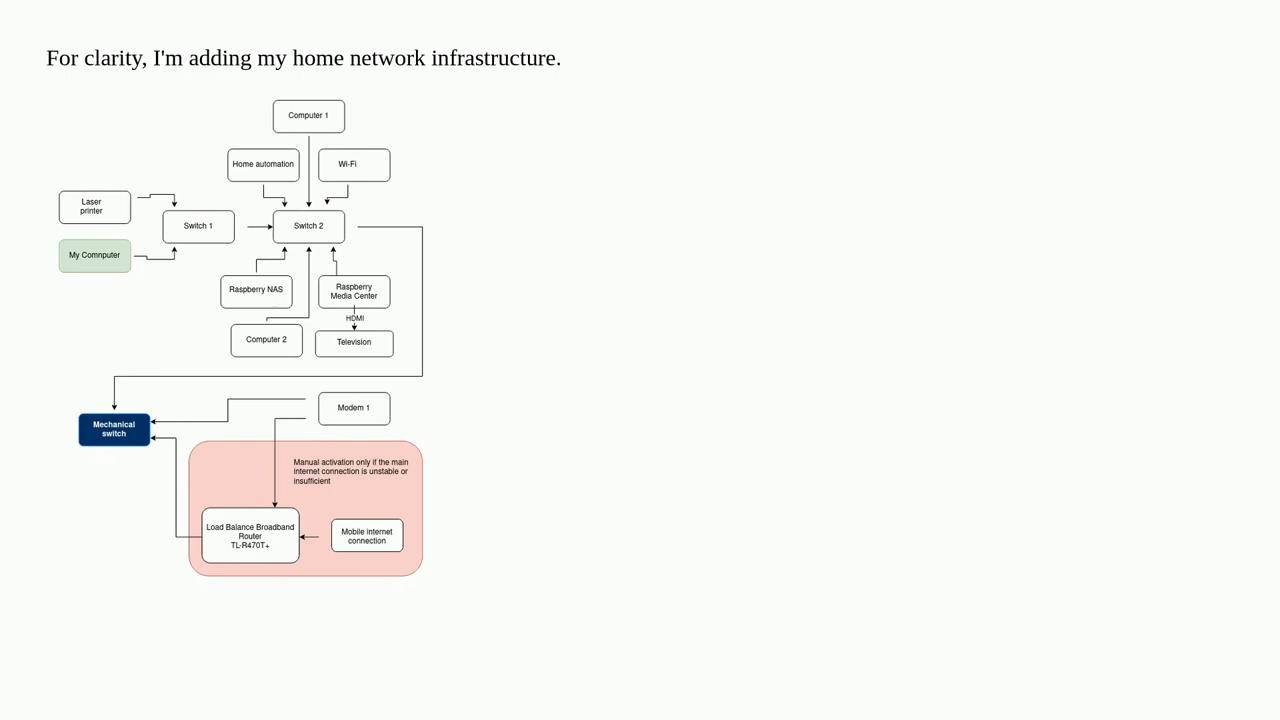 For clarity, I'm adding my home network infrastructure.
Computer 1
Home automation
Wi-Fi
Laser
printer
Switch 1
Switch 2
My Comnputer
Raspberry NAS
Raspberry
Media Center
HDMI
Computer 2
Television
Modem 1
Mechanical
switch
Manual activation only if the main
internet connection is unstable or
insufficient
Load Balance Broadband
Router
TL-R470T+
Mobile internet
connection